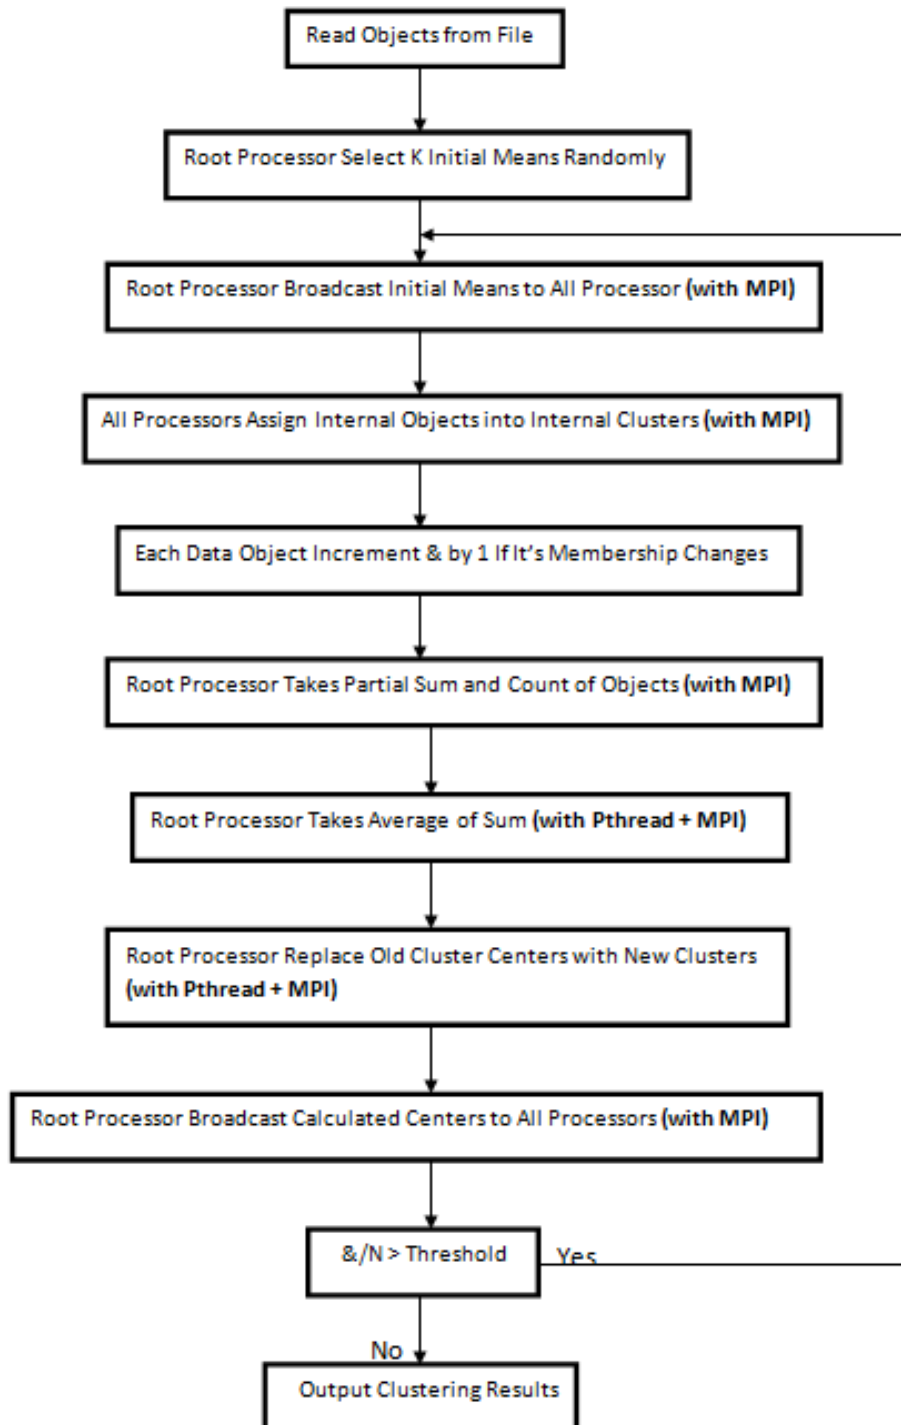 Read Objects from File
Root Processor Select K Initial Means Randomly
Root Processor Broadcast Initial Means to All Processor (with MPI)
All Processors Assign Internal Objects into Internal Clusters (with MPI)
Each Data Object Increment & by 1 If It's Membership Changes
Root Processor Takes Partial Sum and Count of Objects (with MPI)
Root Processor Takes Average of Sum (with Pthread + MPI)
Root Processor Replace Old Cluster Centers with New Clusters
(with Pthread + MPI)
Root Processor Broadcast Calculated Centers to All Processors (with MPI)
&/N > Threshold
Yes
No
Output Clustering Results